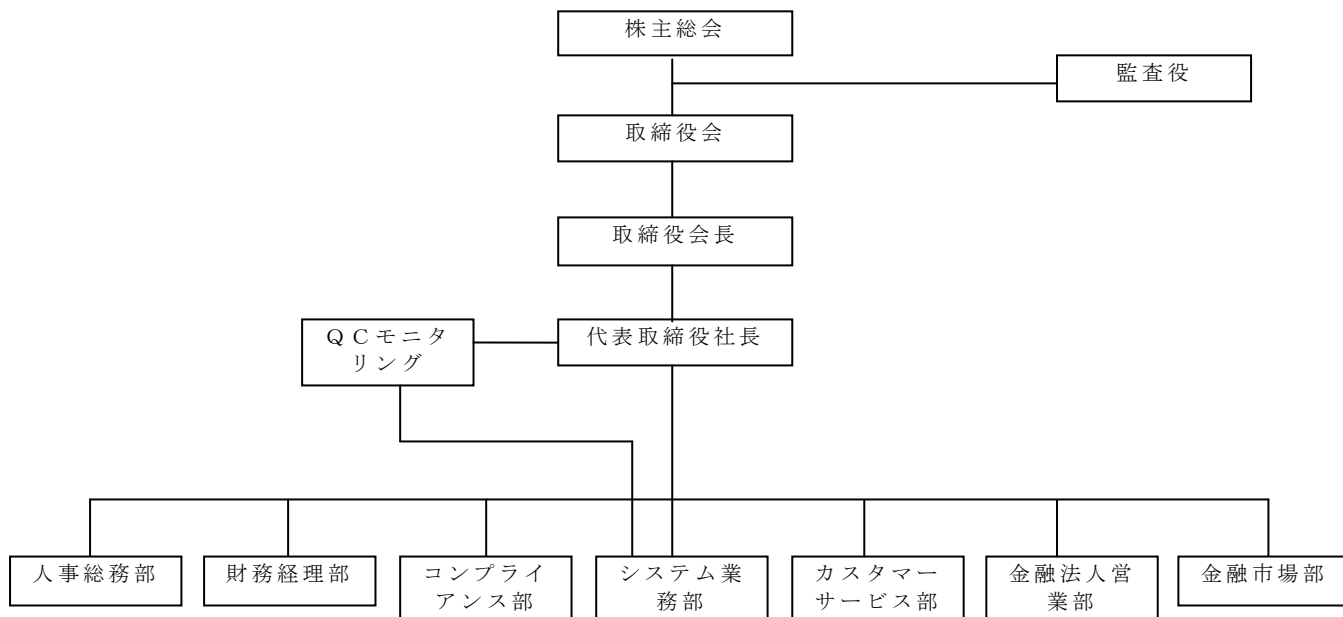 株主総会
監査役
取締役会
取締役会長
ＱＣモニタ
リング
代表取締役社長
人事総務部
財務経理部
コンプライ
アンス部
システム業
務部
カスタマー
サービス部
金融法人営
業部
金融市場部